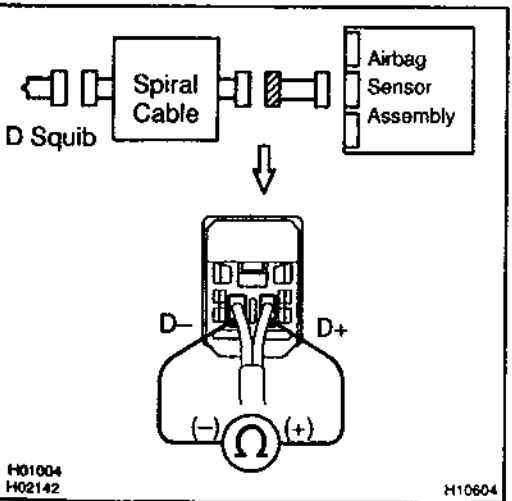 Airbag
Sensor
Assembly
Spiral
Cable
D Squib
D−
D+
(−)
Ω
(+)
H01004
H02142
H10604